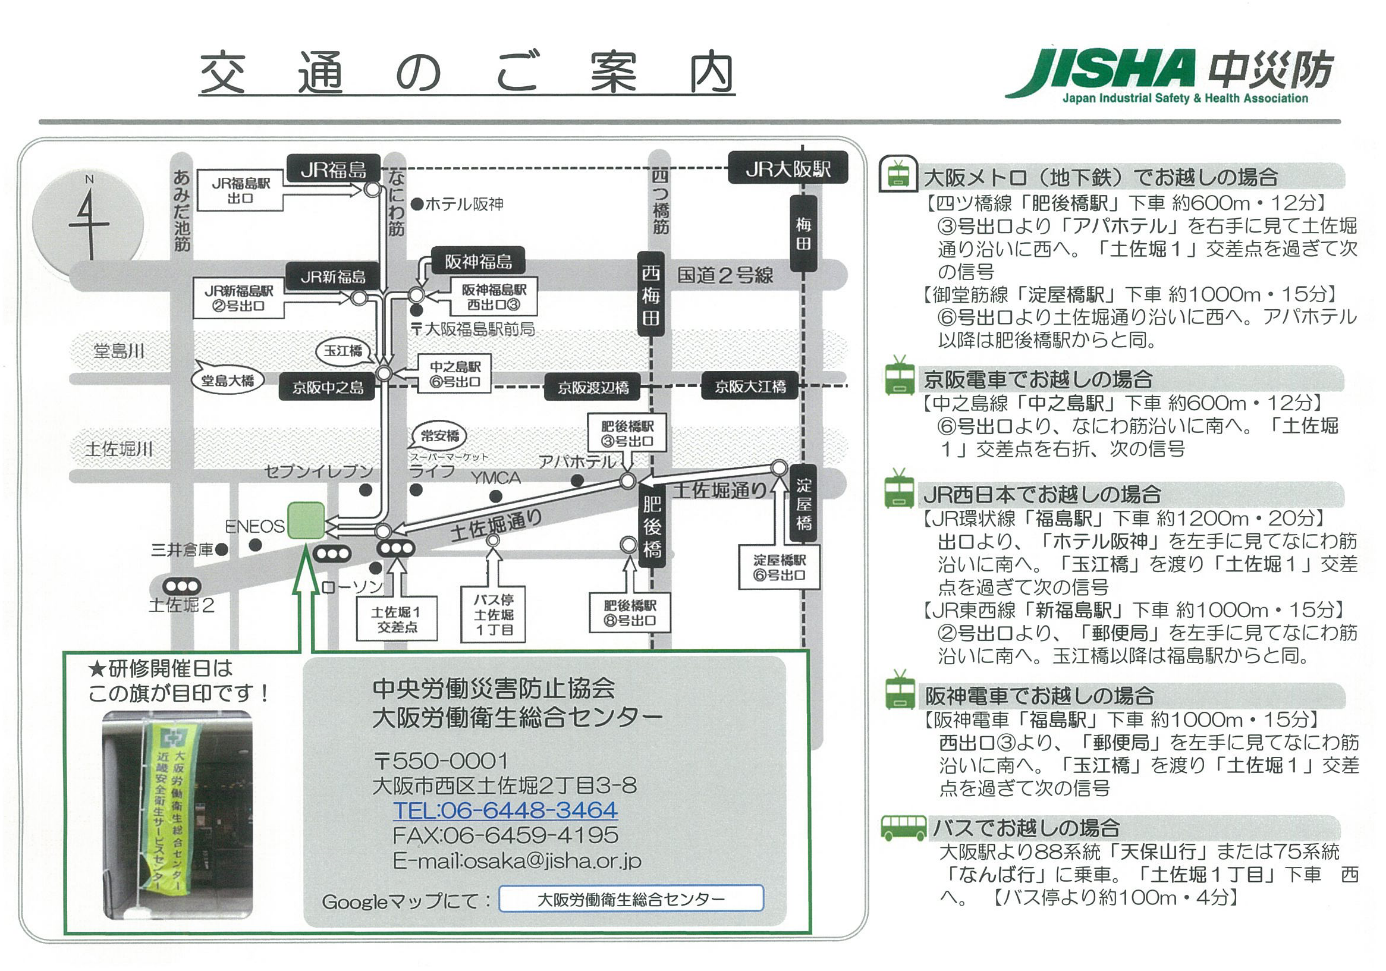 交通のご案内
JISHA 中災防
Japan Industrial Safety & Health Association
N
あみだ池筋
JR福島駅
出口
JR福島
なにわ筋
ホテル阪神
四つ橋筋
JR大阪駅
梅田
JR新福島駅
②号出口
JR新福島
阪神福島
阪神福島駅
西出口③
〒大阪福島駅前局
西梅田
国道2号線
堂島川
堂島大橋
玉江橋
京阪中之島
中之島駅
⑥号出口
京阪渡辺橋
京阪大江橋
土佐堀川
常安橋
肥後橋駅
③号出口
セブンイレブン
スーパーマーケット
ライフ
YMCA
アパホテル
土佐堀通り
淀屋橋
ENEOS
土佐堀通り
肥後橋
三井倉庫
ローソン
淀屋橋駅
⑥号出口
土佐堀2
土佐堀1
交差点
バス停
土佐堀
1丁目
肥後橋駅
⑧号出口
★研修開催日は
この旗が目印です！
大阪労働衛生総合センター
近畿安全衛生サービスセンター
中央労働災害防止協会
大阪労働衛生総合センター
〒550-0001
大阪市西区土佐堀2丁目3-8
TEL:06-6448-3464
FAX:06-6459-4195
E-mail:osaka@jisha.or.jp
Googleマップにて：
大阪労働衛生総合センター
大阪メトロ（地下鉄）でお越しの場合
【四ツ橋線「肥後橋駅」下車 約600m・12分】
③号出口より「アパホテル」を右手に見て土佐堀
通り沿いに西へ。「土佐堀1」交差点を過ぎて次
の信号
【御堂筋線「淀屋橋駅」下車 約1000m・15分】
⑥号出口より土佐堀通り沿いに西へ。アパホテル
以降は肥後橋駅からと同。
京阪電車でお越しの場合
【中之島線「中之島駅」下車 約600m・12分】
⑥号出口より、なにわ筋沿いに南へ。「土佐堀
1」交差点を右折、次の信号
JR西日本でお越しの場合
【JR環状線「福島駅」下車 約1200m・20分】
出口より、「ホテル阪神」を左手に見てなにわ筋
沿いに南へ。「玉江橋」を渡り「土佐堀1」交差
点を過ぎて次の信号
【JR東西線「新福島駅」下車 約1000m・15分】
②号出口より、「郵便局」を左手に見てなにわ筋
沿いに南へ。玉江橋以降は福島駅からと同。
阪神電車でお越しの場合
【阪神電車「福島駅」下車 約1000m・15分】
西出口③より、「郵便局」を左手に見てなにわ筋
沿いに南へ。「玉江橋」を渡り「土佐堀1」交差
点を過ぎて次の信号
バスでお越しの場合
大阪駅より88系統「天保山行」または75系統
「なんば行」に乗車。「土佐堀1丁目」下車　西
へ。【バス停より約100m・4分】